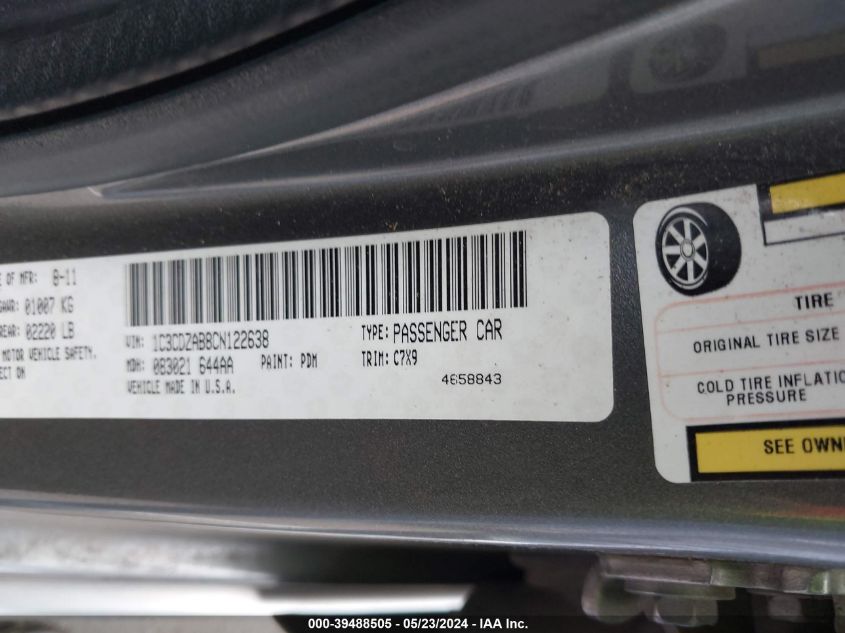 E OF MFR: 8-11
GAWR: 01007 KG
REAR: 02220 LB
MOTOR VEHICLE SAFETY,
ECT ON
VIN: 1C3CDZAB8CN122638
TYPE: PASSENGER CAR
MDH: 083021 644AA
PAINT: PDM
TRIM: C7X9
VEHICLE MADE IN U.S.A.
4658843
TIRE
ORIGINAL TIRE SIZE
COLD TIRE INFLATIO
PRESSURE
SEE OWN
000-39488505 - 05/23/2024 - IAA Inc.